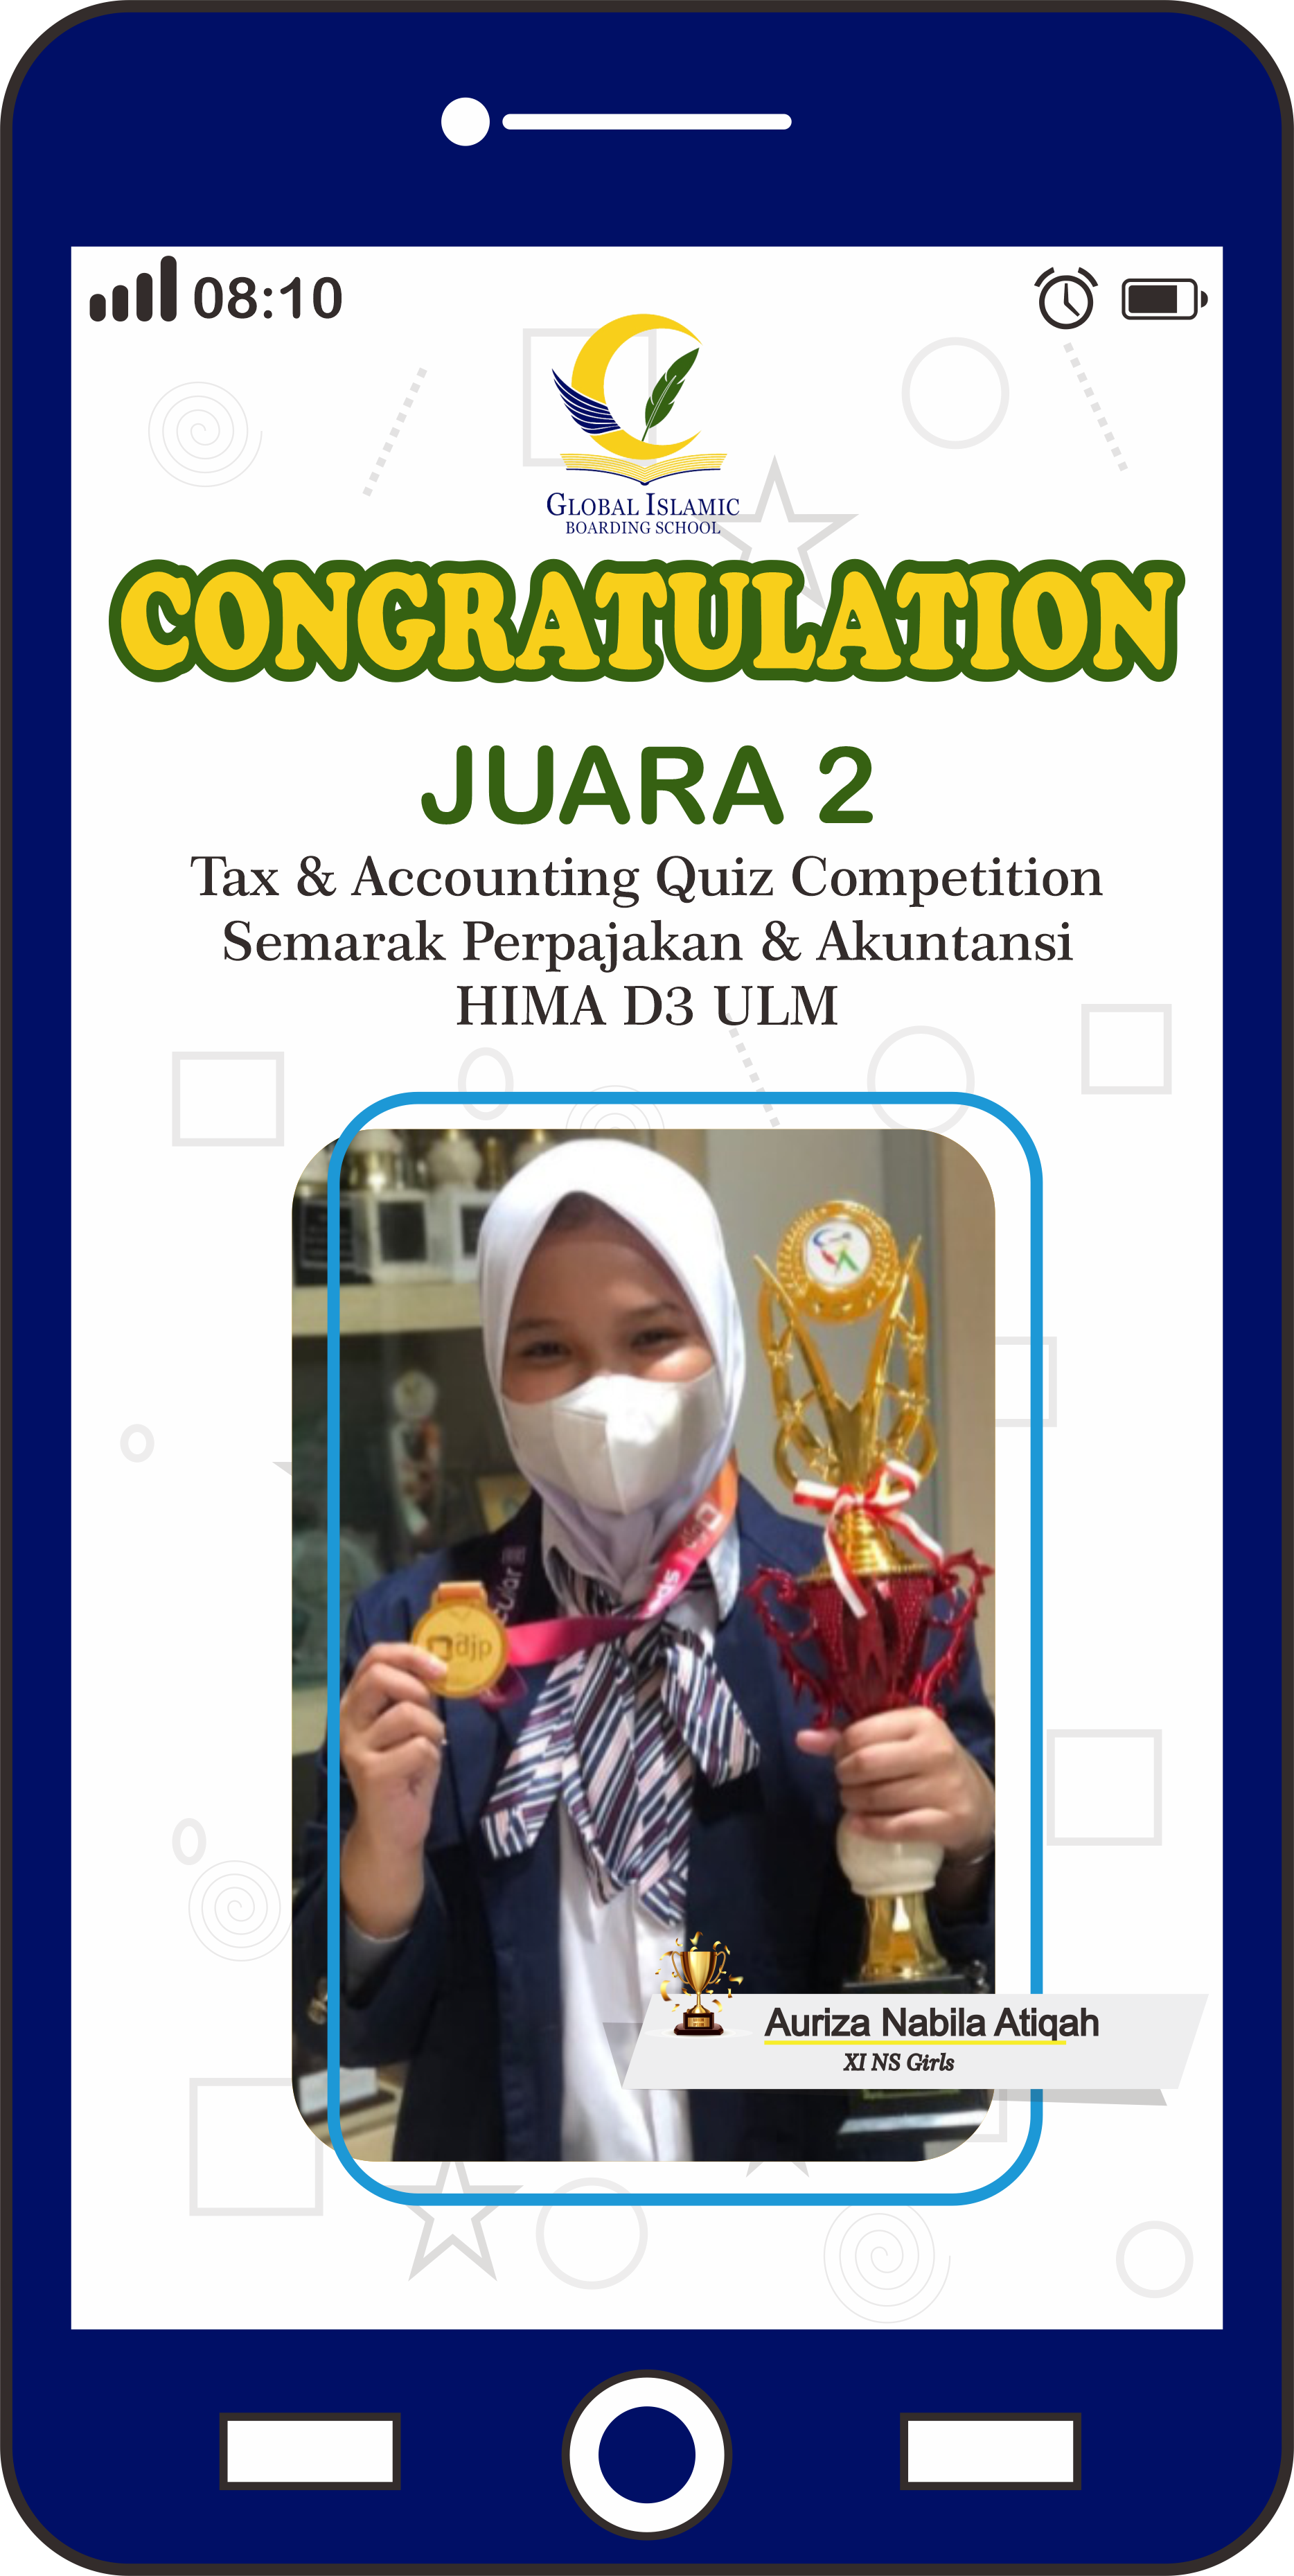 08:10
GLOBAL ISLAMIC
BOARDING SCHOOL
CONGRATULATION
JUARA 2
Tax & Accounting Quiz Competition
Semarak Perpajakan & Akuntansi
HIMA D3 ULM
djp
Auriza Nabila Atiqah
XI NS Girls